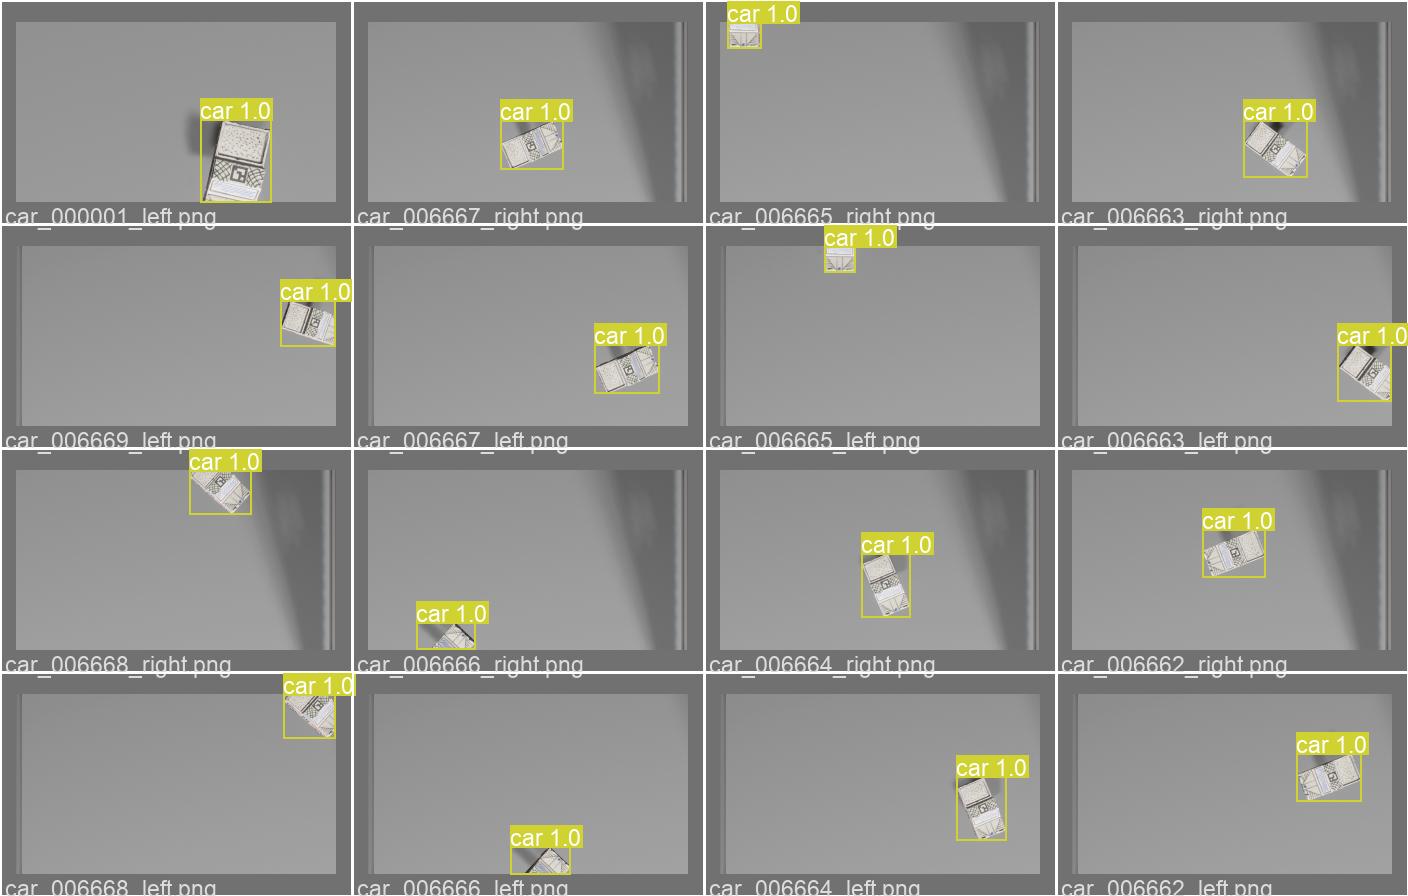 car 1.0
car 1.0
car 1.0
car 1.0
car_000001_left.png
car_006667_right.png
car_006665_right.png
car_006663_right.png
car 1.0
car 1.0
car 1.0
car 1.0
car_006669_left.png
car_006667_left.png
car_006665_left.png
car_006663_left.png
car 1.0
car 1.0
car 1.0
car 1.0
car_006668_right.png
car_006666_right.png
car_006664_right.png
car_006662_right.png
car 1.0
car 1.0
car 1.0
car 1.0
car_006668_left.png
car_006666_left.png
car_006664_left.png
car_006662_left.png